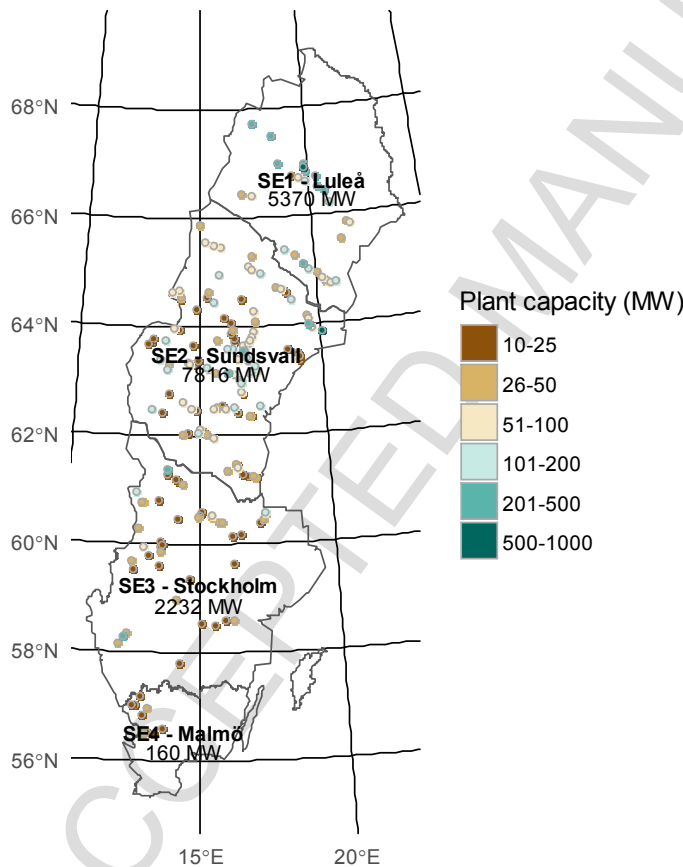 68°N
66°N
64°N
62°N
60°N
58°N
56°N
15°E
20°E
SE1 - Luleå
5370 MW
SE2 - Sundsvall
7816 MW
SE3 - Stockholm
2232 MW
SE4 - Malmö
160 MW
Plant capacity (MW)
10-25
26-50
51-100
101-200
201-500
500-1000
CCEPTED MANU